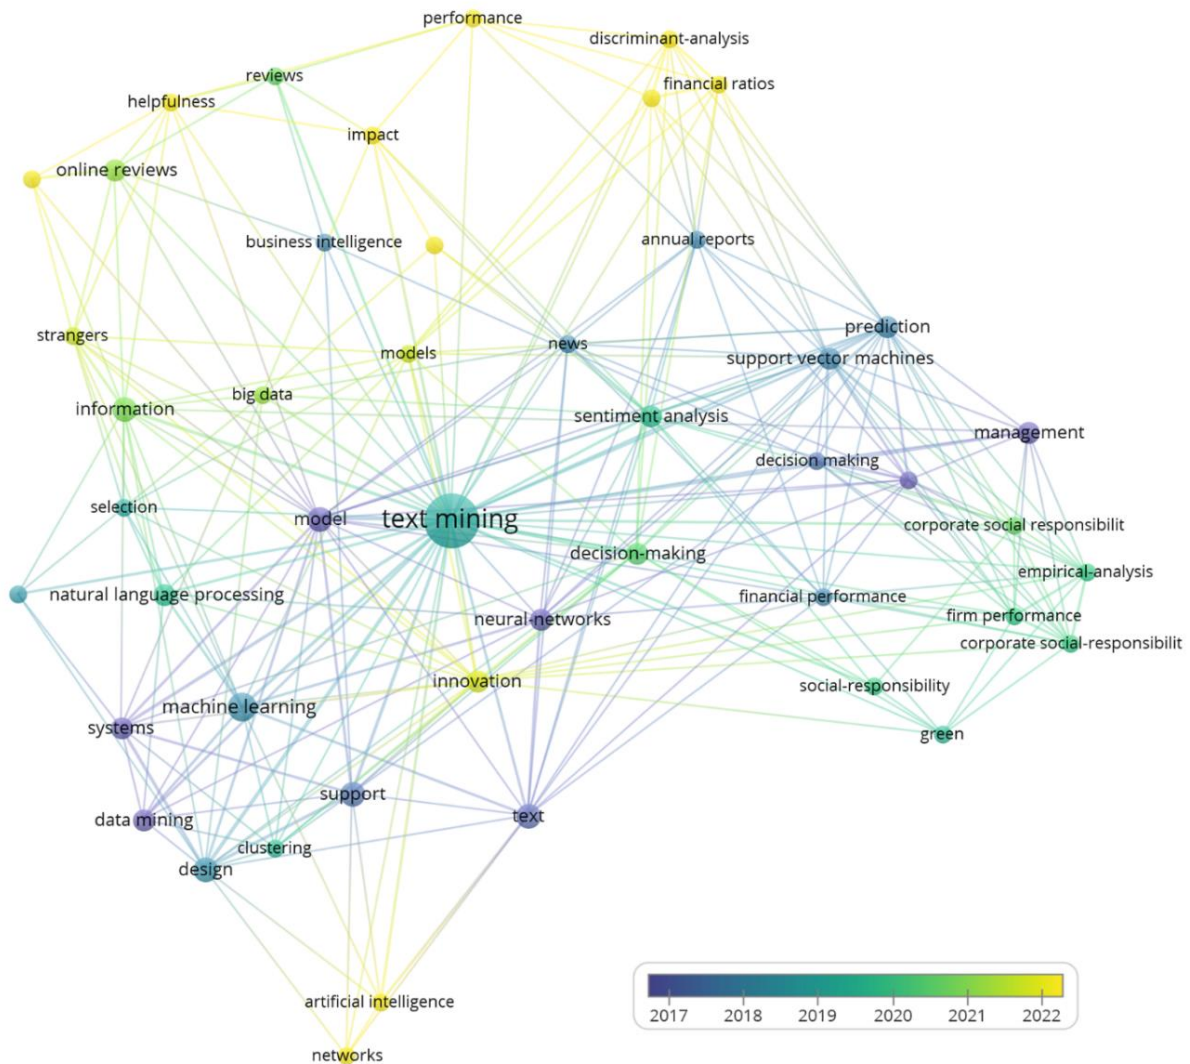 performance
discriminant-analysis
reviews
financial ratios
helpfulness
impact
online reviews
business intelligence
annual reports
prediction
strangers
news
models
support vector machines
big data
information
sentiment analysis
management
decision making
selection
model
text mining
corporate social responsibilit
decision-making
empirical-analysis
natural language processing
financial performance
firm performance
neural-networks
corporate social-responsibilit
innovation
social-responsibility
machine learning
systems
green
support
data mining
text
clustering
design
artificial intelligence
networks
2017 2018 2019 2020 2021 2022